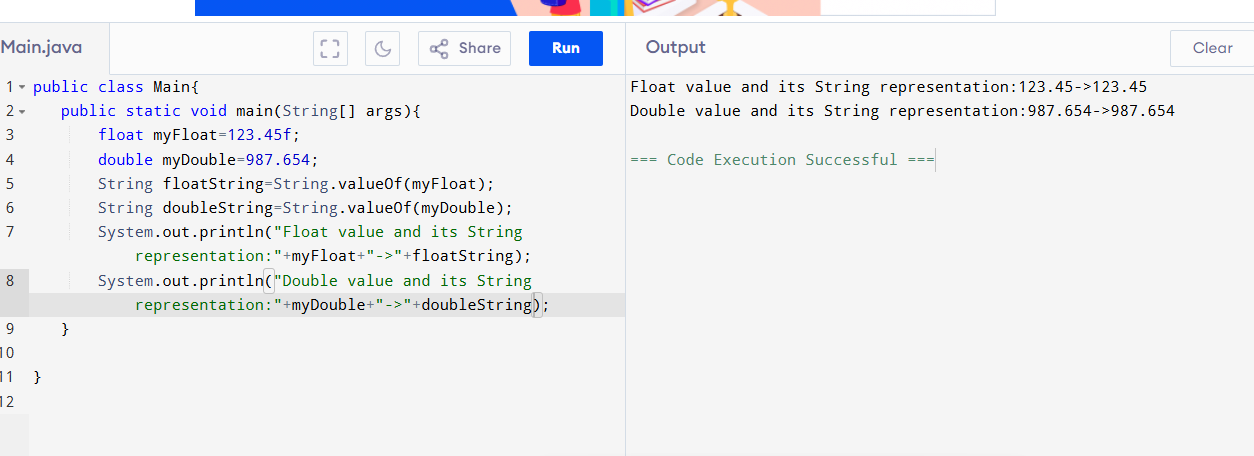 Main.java
Share
Run
Output
Clear
1 public class Main{
2 public static void main(String[] args){
3 float myFloat=123.45f;
4 double myDouble=987.654;
5 String floatString=String.valueOf(myFloat);
6 String doubleString=String.valueOf(myDouble);
7 System.out.println("Float value and its String
representation:"+myFloat+"->"+floatString);
8 System.out.println("Double value and its String
representation:"+myDouble+"->"+doubleString);
9 }
10
11 }
12
Float value and its String representation:123.45->123.45
Double value and its String representation:987.654->987.654
=== Code Execution Successful ===